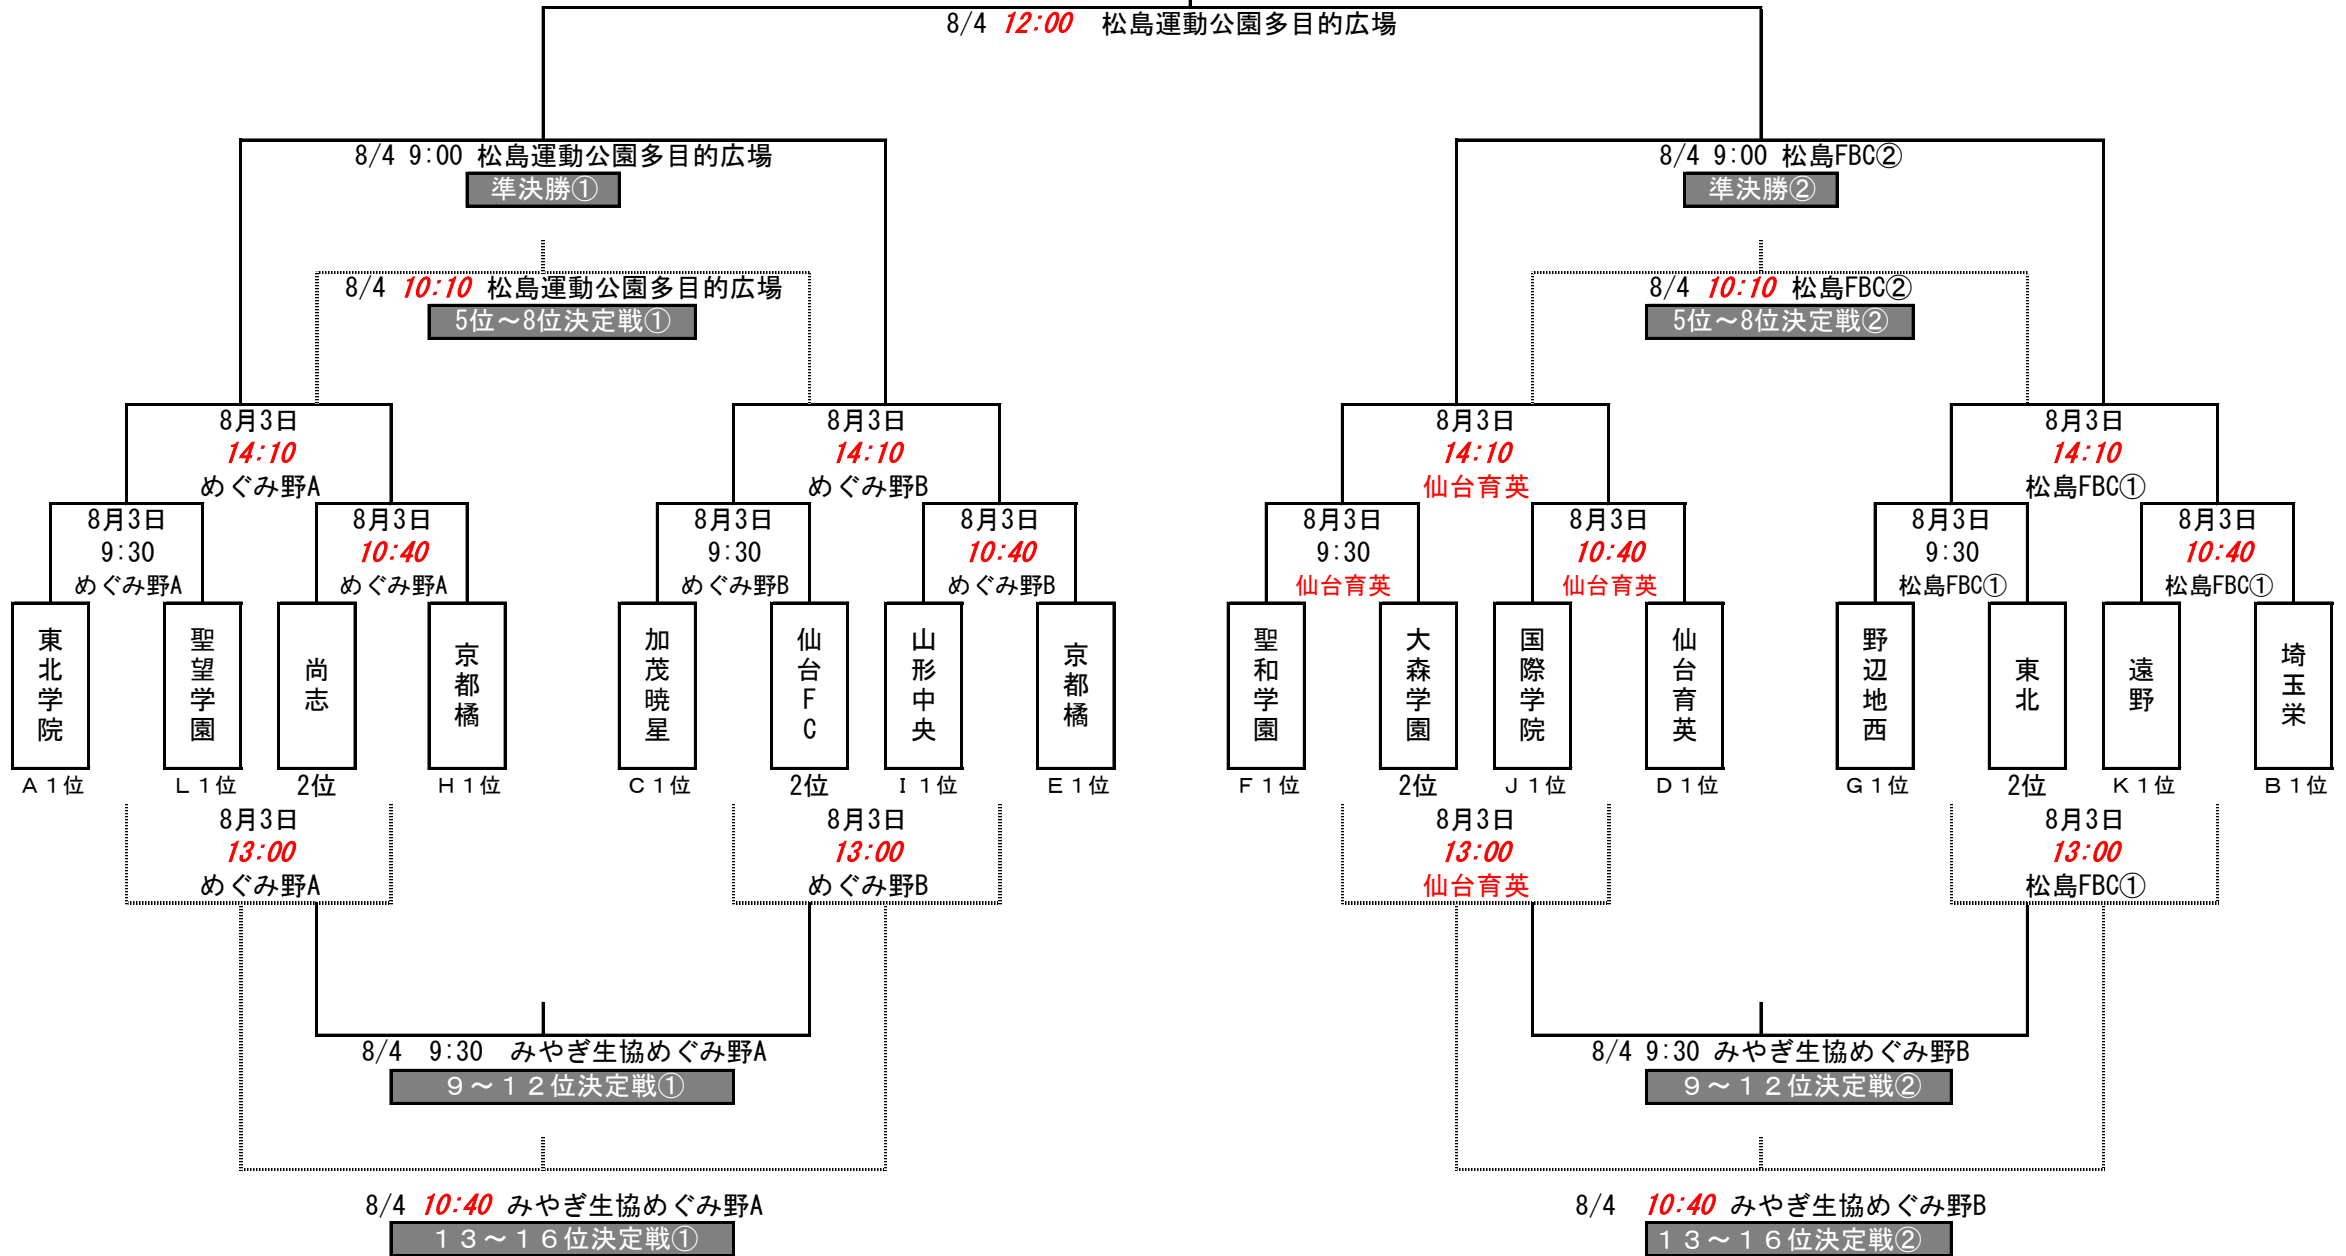 8/4 12:00 松島運動公園多目的広場
8/4 9:00 松島運動公園多目的広場
準決勝①
8/4 9:00 松島FBC②
準決勝②
8/4 10:10 松島運動公園多目的広場
5位～8位決定戦①
8/4 10:10 松島FBC②
5位～8位決定戦②
8月3日
14:10
めぐみ野A
8月3日
14:10
めぐみ野B
8月3日
14:10
仙台育英
8月3日
14:10
松島FBC①
8月3日
9:30
めぐみ野A
8月3日
10:40
めぐみ野A
8月3日
9:30
めぐみ野B
8月3日
10:40
めぐみ野B
8月3日
9:30
仙台育英
8月3日
10:40
仙台育英
8月3日
9:30
松島FBC①
8月3日
10:40
松島FBC①
東北学院
聖望学園
尚志
京都橘
加茂暁星
仙台FC
山形中央
京都橘
聖和学園
大森学園
国際学院
仙台育英
野辺地西
東北
遠野
埼玉栄
A１位
L１位
2位
H１位
C１位
2位
I１位
E１位
F１位
2位
J１位
D１位
G１位
2位
K１位
B１位
8月3日
13:00
めぐみ野A
8月3日
13:00
めぐみ野B
8月3日
13:00
仙台育英
8月3日
13:00
松島FBC①
8/4 9:30 みやぎ生協めぐみ野A
９～１２位決定戦①
8/4 9:30 みやぎ生協めぐみ野B
９～１２位決定戦②
8/4 10:40 みやぎ生協めぐみ野A
１３～１６位決定戦①
8/4 10:40 みやぎ生協めぐみ野B
１３～１６位決定戦②